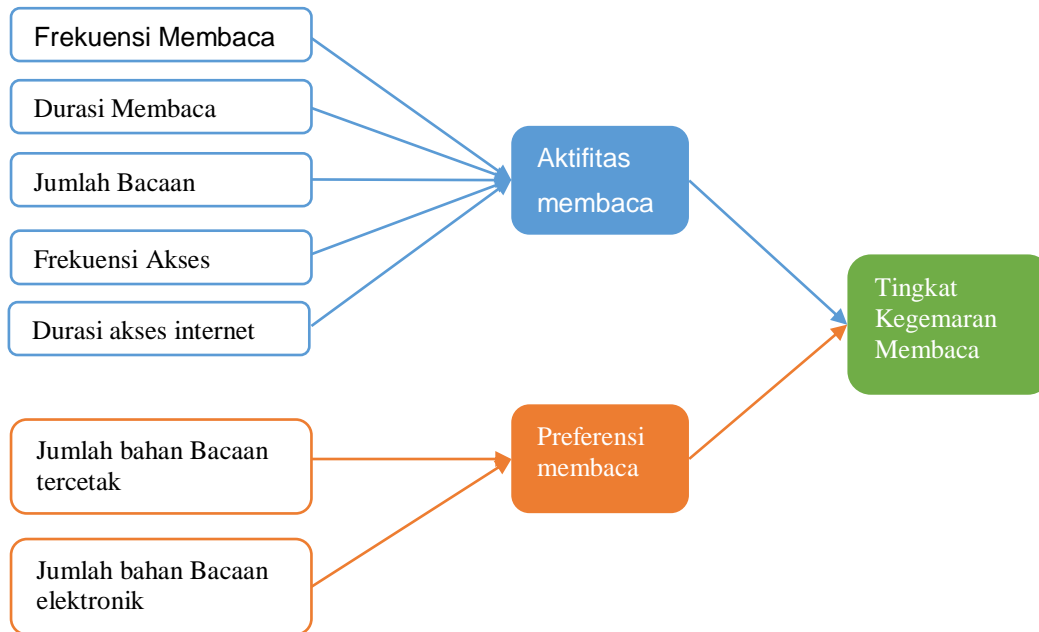 Frekuensi Membaca
Durasi Membaca
Jumlah Bacaan
Frekuensi Akses
Durasi akses internet
Aktifitas
membaca
Tingkat
Kegemaran
Membaca
Jumlah bahan Bacaan
tercetak
Jumlah bahan Bacaan
elektronik
Preferensi
membaca